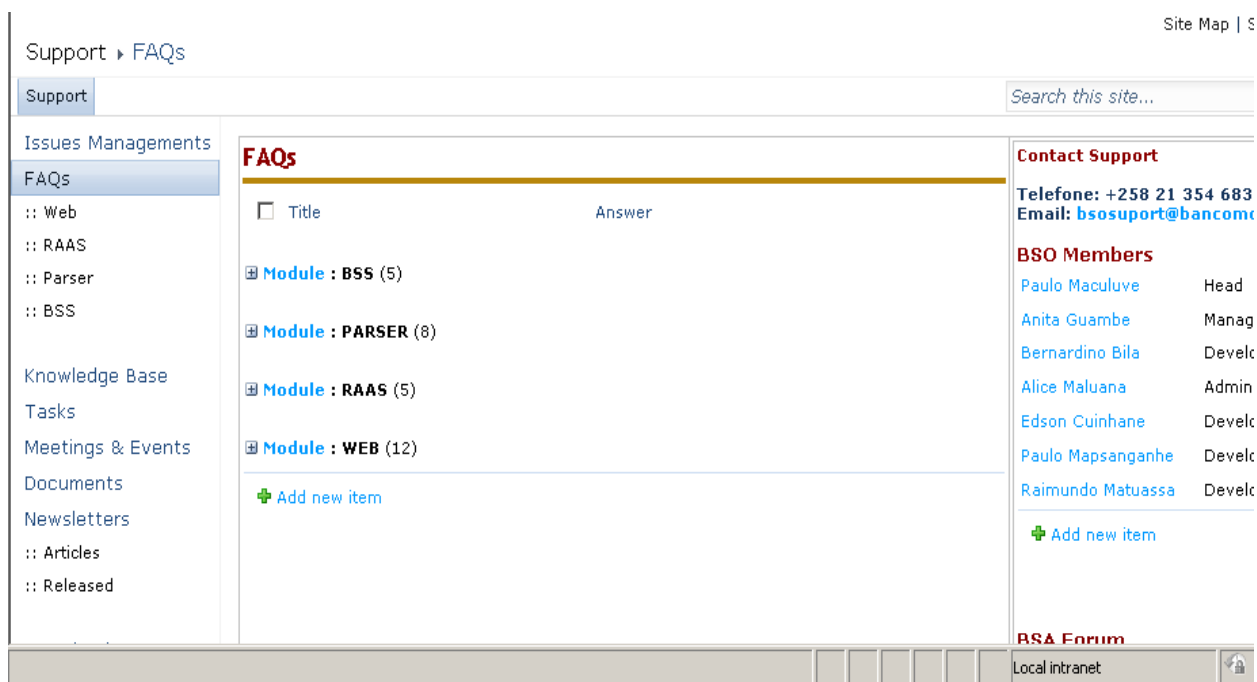 Site Map |
Support ▸ FAQs
Support
Search this site...
Issues Managements
FAQs
:: Web
:: RAAS
:: Parser
:: BSS
Knowledge Base
Tasks
Meetings & Events
Documents
Newsletters
:: Articles
:: Released
FAQs
Title Answer
Module : BSS (5)
Module : PARSER (8)
Module : RAAS (5)
Module : WEB (12)
Add new item
Contact Support
Telefone: +258 21 354 683
Email: bsosuport@bancomo
BSO Members
Paulo Maculuve Head
Anita Guambe Manag
Bernardino Bila Develo
Alice Maluana Admin
Edson Cuinhane Develo
Paulo Mapsanganhe Develo
Raimundo Matuassa Develo
Add new item
BSA Forum
Local intranet